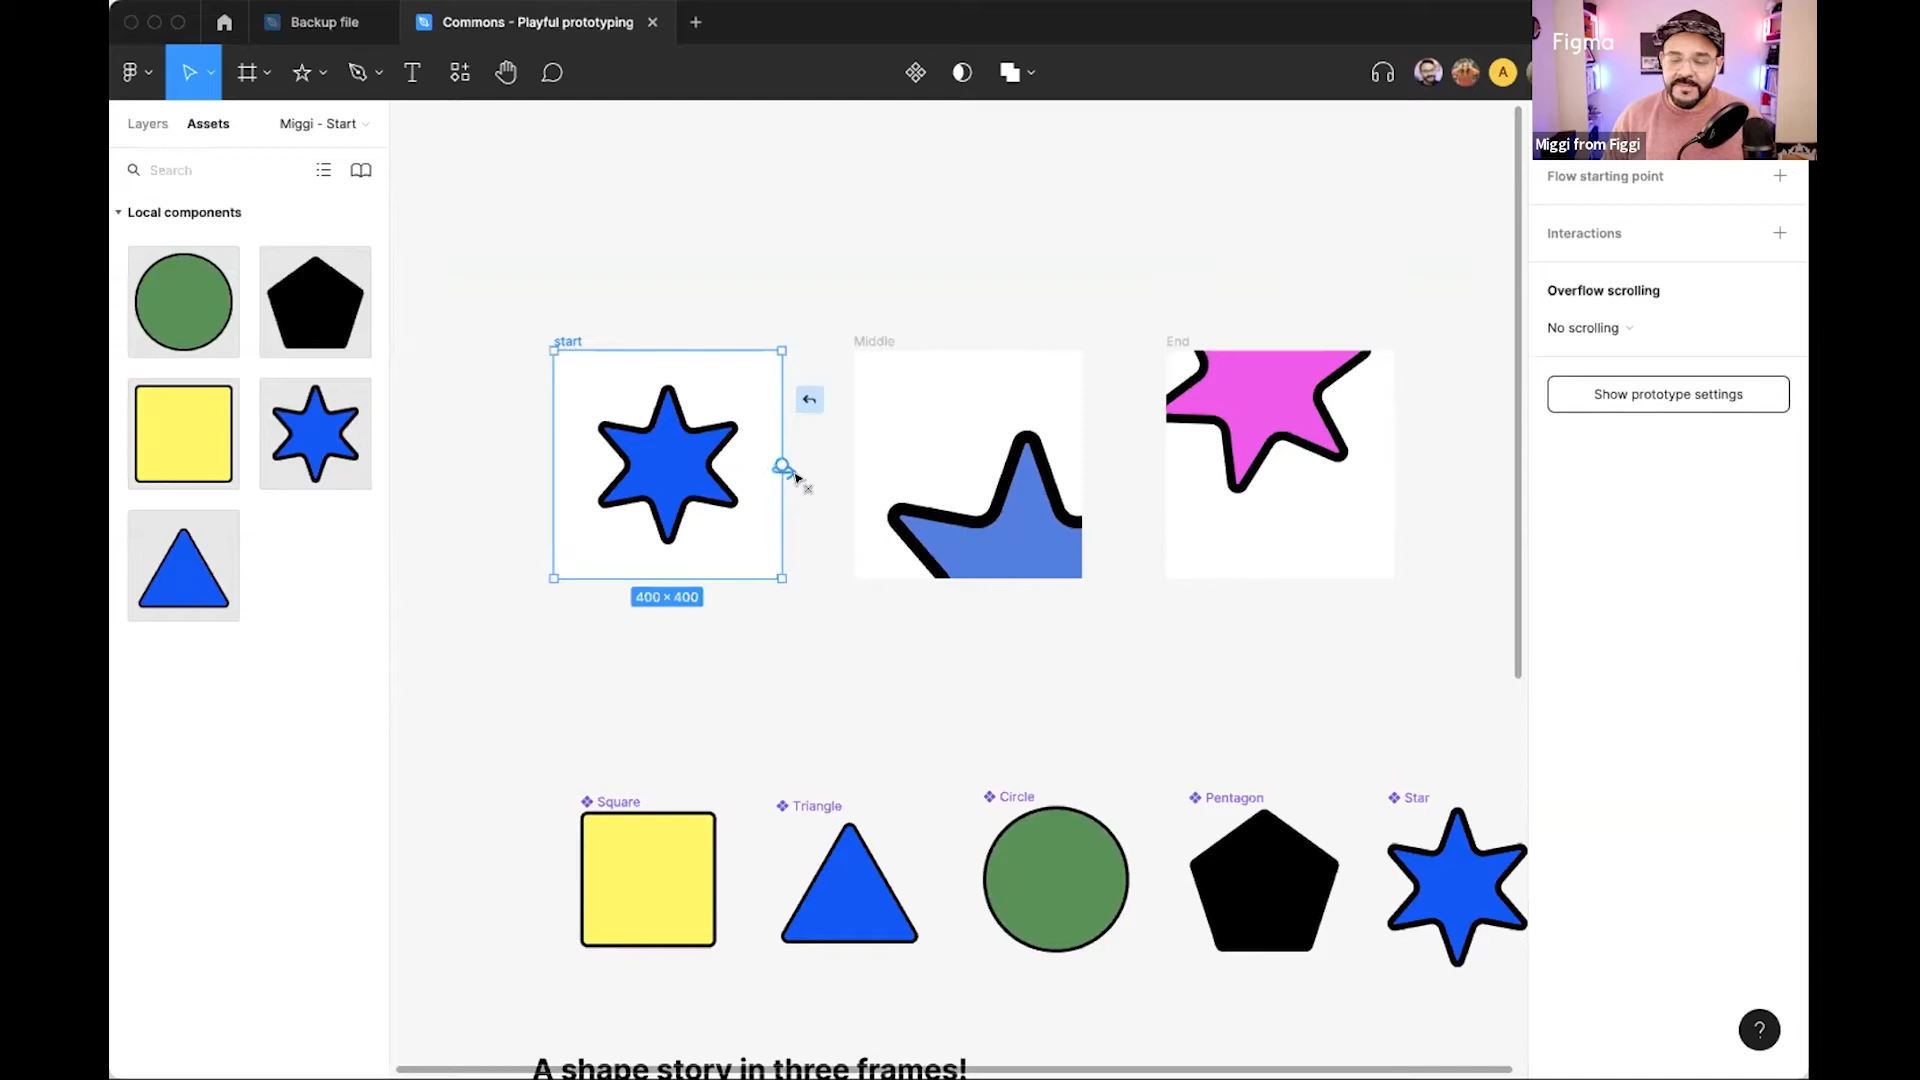 Backup file
Commons - Playful prototyping
Figma
A
Miggi from Figgi
Layers
Assets
Miggi - Start
Search
Local components
Flow starting point
Interactions
Overflow scrolling
No scrolling
Show prototype settings
start
Middle
End
400 × 400
Square
Triangle
Circle
Pentagon
Star
A shape story in three frames!
?